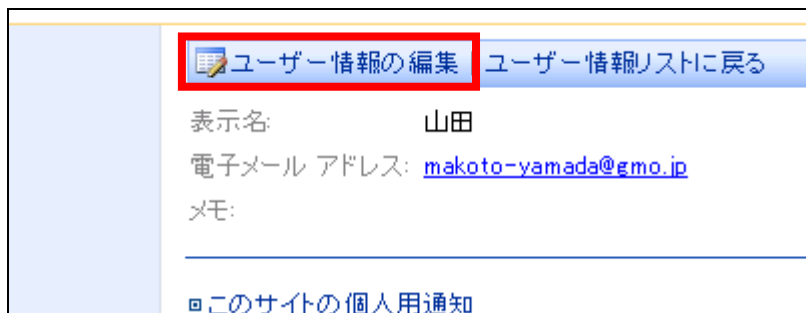 ユーザー情報の編集 ユーザー情報リストに戻る
表示名: 山田
電子メール アドレス: makoto-yamada@gmo.jp
メモ:
このサイトの個人用通知